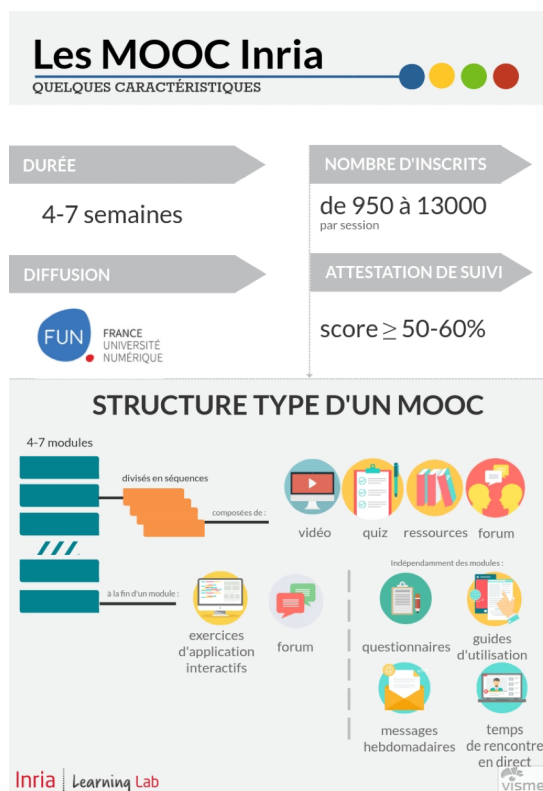 Les MOOC Inria
QUELQUES CARACTÉRISTIQUES
DURÉE
4-7 semaines
NOMBRE D'INSCRITS
de 950 à 13000
par session
DIFFUSION
FUN
FRANCE
UNIVERSITÉ
NUMÉRIQUE
ATTESTATION DE SUIVI
score ≥ 50-60%
STRUCTURE TYPE D'UN MOOC
4-7 modules
divisés en séquences
composées de :
vidéo
quiz
ressources
forum
à la fin d'un module :
exercices
d'application
interactifs
forum
Indépendamment des modules :
questionnaires
guides
d'utilisation
messages
hebdomadaires
temps
de rencontre
en direct
Inria
Learning Lab
visme